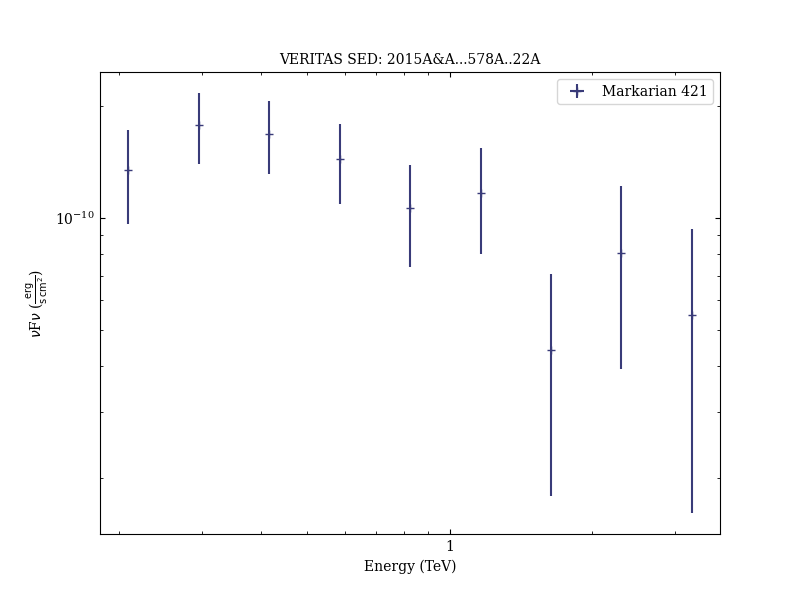 VERITAS SED: 2015A&A...578A..22A
Markarian 421
10⁻¹⁰
νFν (erg / s cm²)
1
Energy (TeV)